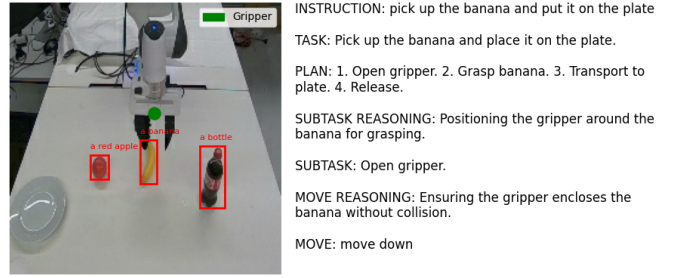 Gripper
a banana
a red apple
a bottle
INSTRUCTION: pick up the banana and put it on the plate
TASK: Pick up the banana and place it on the plate.
PLAN: 1. Open gripper. 2. Grasp banana. 3. Transport to
plate. 4. Release.
SUBTASK REASONING: Positioning the gripper around the
banana for grasping.
SUBTASK: Open gripper.
MOVE REASONING: Ensuring the gripper encloses the
banana without collision.
MOVE: move down